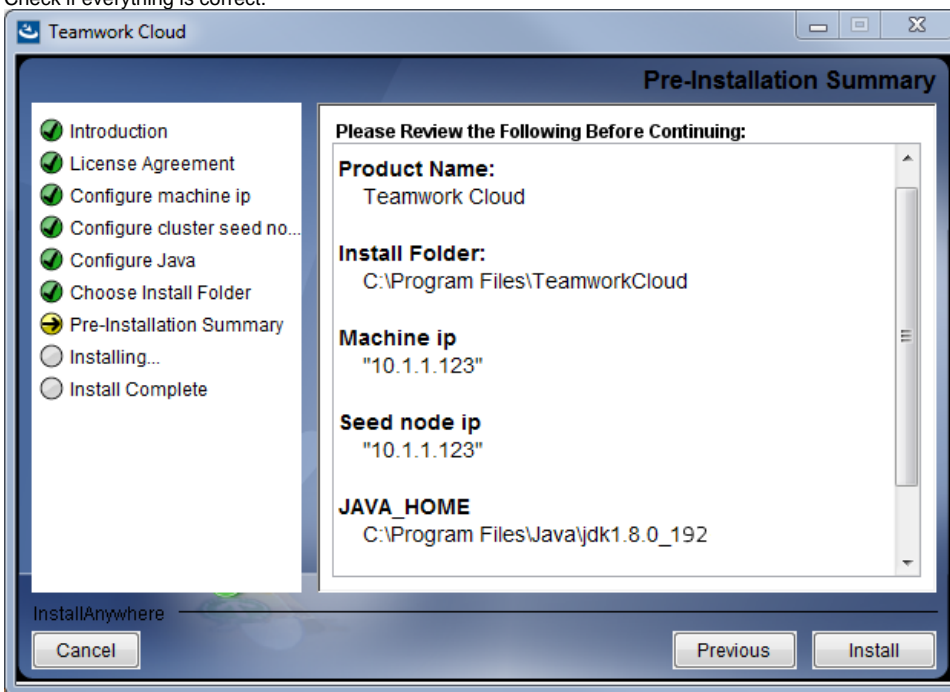 Check if everything is correct.
Teamwork Cloud
Pre-Installation Summary
Introduction
License Agreement
Configure machine ip
Configure cluster seed no...
Configure Java
Choose Install Folder
Pre-Installation Summary
Installing...
Install Complete
Please Review the Following Before Continuing:
Product Name:
Teamwork Cloud
Install Folder:
C:\Program Files\TeamworkCloud
Machine ip
"10.1.1.123"
Seed node ip
"10.1.1.123"
JAVA_HOME
C:\Program Files\Java\jdk1.8.0_192
InstallAnywhere
Cancel
Previous
Install